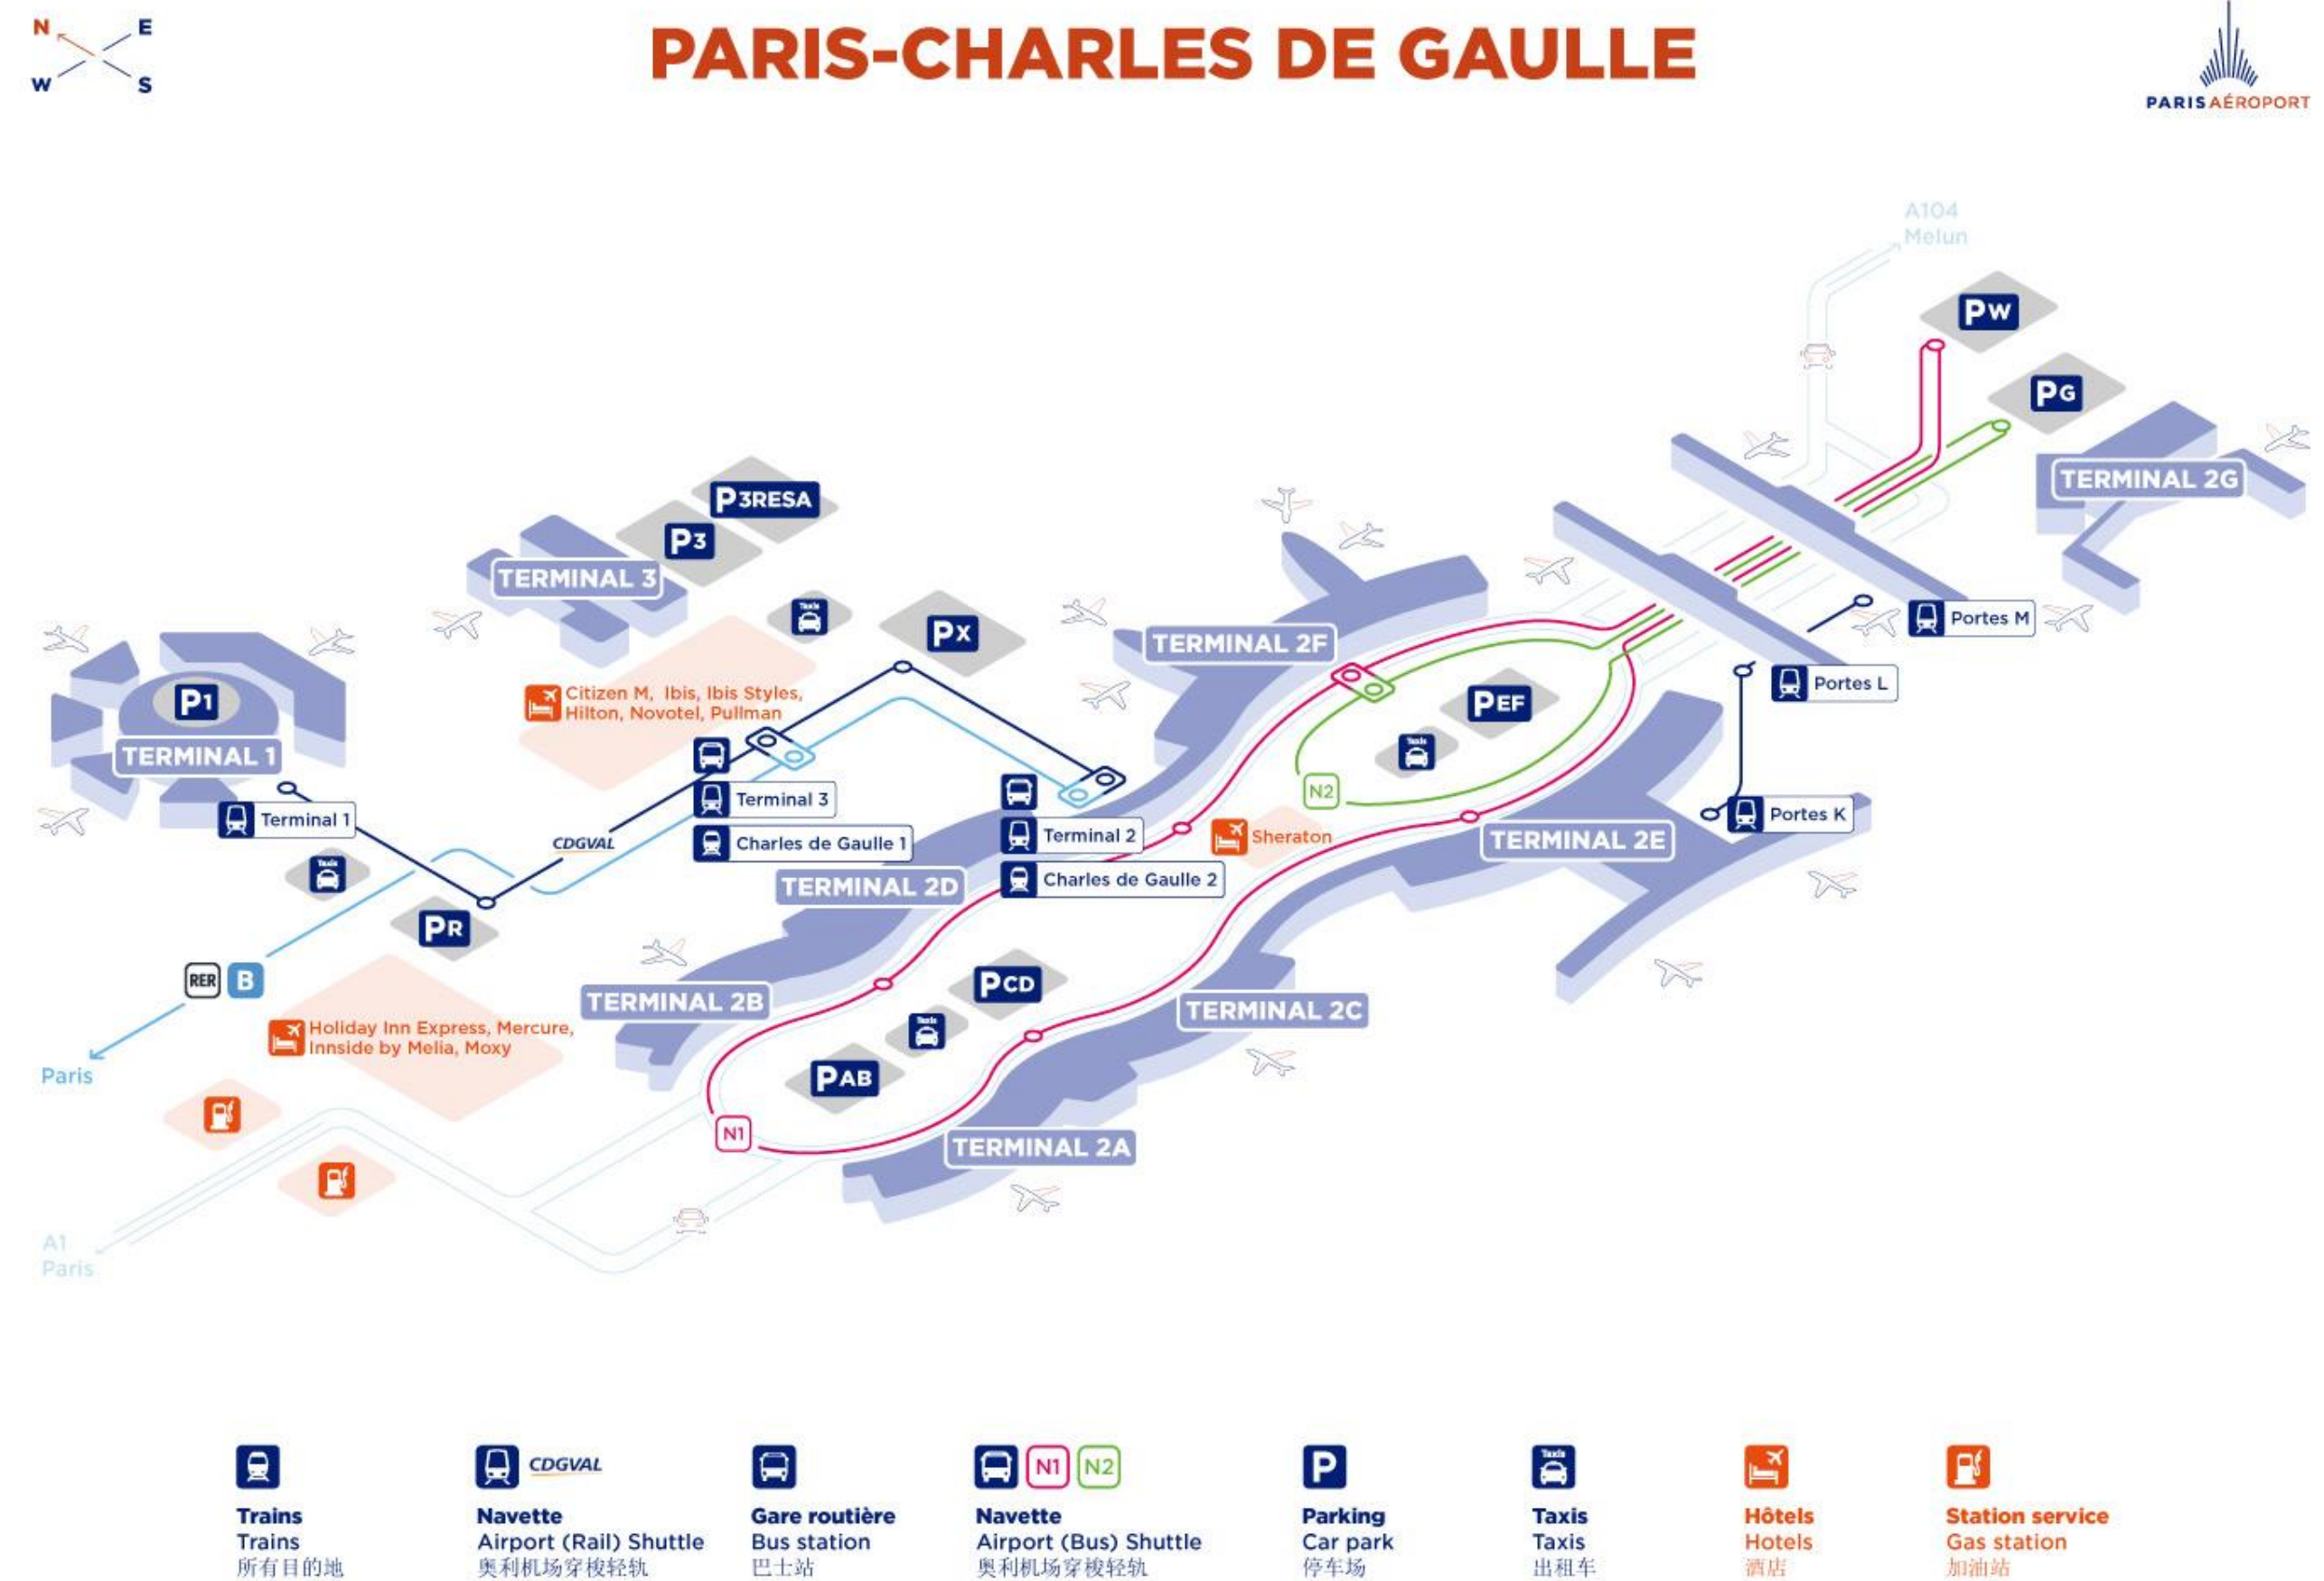 N
E
W
S
PARIS-CHARLES DE GAULLE
PARISAÉROPORT
A104
Melun
PW
PG
TERMINAL 2G
P3RESA
P3
TERMINAL 3
Taxis
PX
TERMINAL 2F
Portes M
Portes L
P1
TERMINAL 1
Citizen M, Ibis, Ibis Styles,
Hilton, Novotel, Pullman
PEF
Taxis
N2
Terminal 1
Terminal 3
CDGVAL
Charles de Gaulle 1
Terminal 2
Sheraton
Portes K
TERMINAL 2E
Taxis
TERMINAL 2D
Charles de Gaulle 2
PR
RER B
PCD
TERMINAL 2B
TERMINAL 2C
Taxis
Holiday Inn Express, Mercure,
Innside by Melia, Moxy
Paris
PAB
N1
TERMINAL 2A
A1
Paris
CDGVAL
N1 N2
P
Taxis
Trains
Trains
所有目的地
Navette
Airport (Rail) Shuttle
奥利机场穿梭轻轨
Gare routière
Bus station
巴士站
Navette
Airport (Bus) Shuttle
奥利机场穿梭轻轨
Parking
Car park
停车场
Taxis
Taxis
出租车
Hôtels
Hotels
酒店
Station service
Gas station
加油站